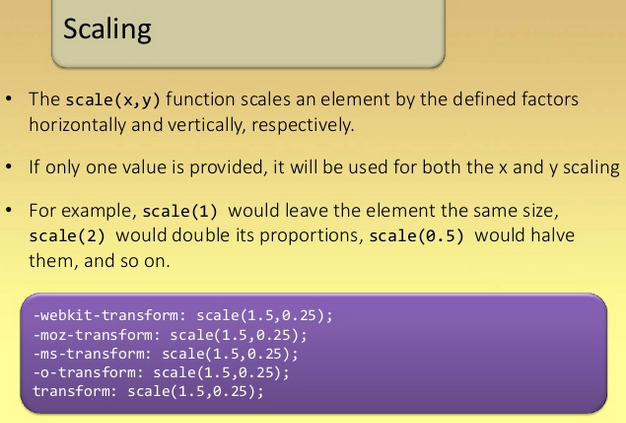 Scaling
• The scale(x,y) function scales an element by the defined factors
horizontally and vertically, respectively.
• If only one value is provided, it will be used for both the x and y scaling
• For example, scale(1) would leave the element the same size,
scale(2) would double its proportions, scale(0.5) would halve
them, and so on.
-webkit-transform: scale(1.5,0.25);
-moz-transform: scale(1.5,0.25);
-ms-transform: scale(1.5,0.25);
-o-transform: scale(1.5,0.25);
transform: scale(1.5,0.25);